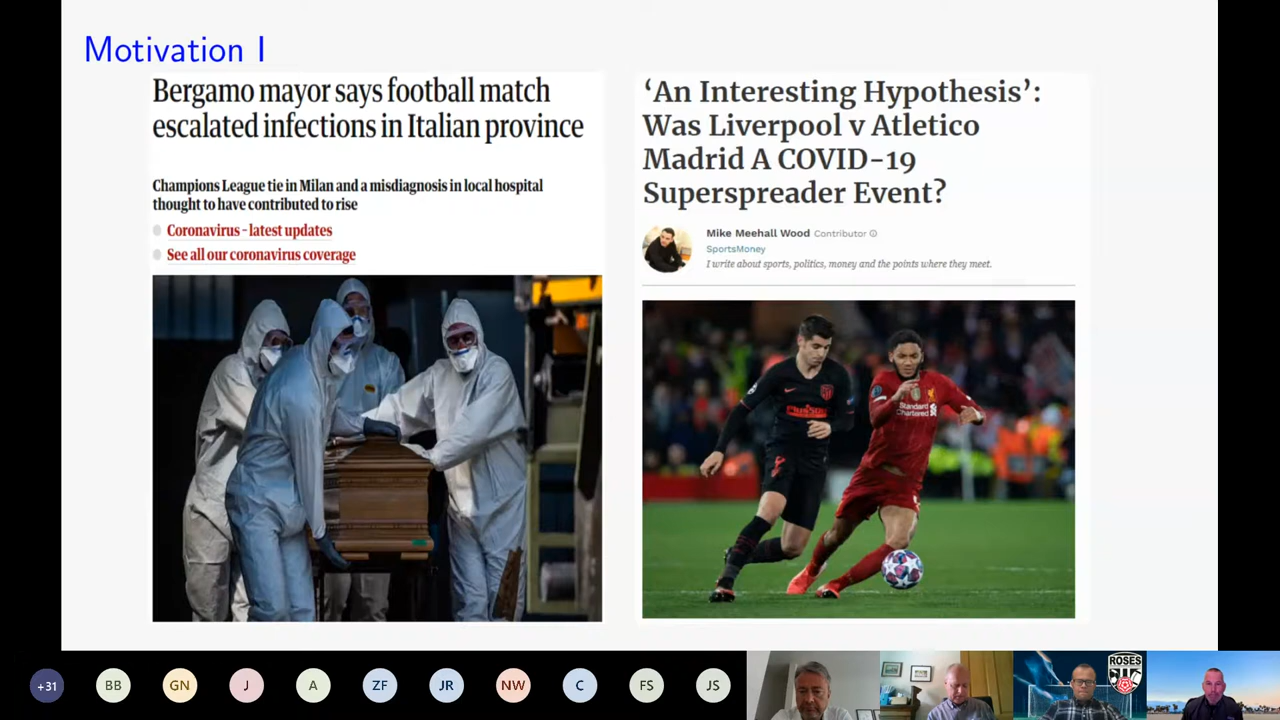 Motivation I
Bergamo mayor says football match
escalated infections in Italian province
Champions League tie in Milan and a misdiagnosis in local hospital
thought to have contributed to rise
Coronavirus - latest updates
See all our coronavirus coverage
‘An Interesting Hypothesis’:
Was Liverpool v Atletico
Madrid A COVID-19
Superspreader Event?
Mike Meehall Wood Contributor
SportsMoney
I write about sports, politics, money and the points where they meet.
Standard
Chartered
+31
BB
GN
J
A
ZF
JR
NW
C
FS
JS
ROSES